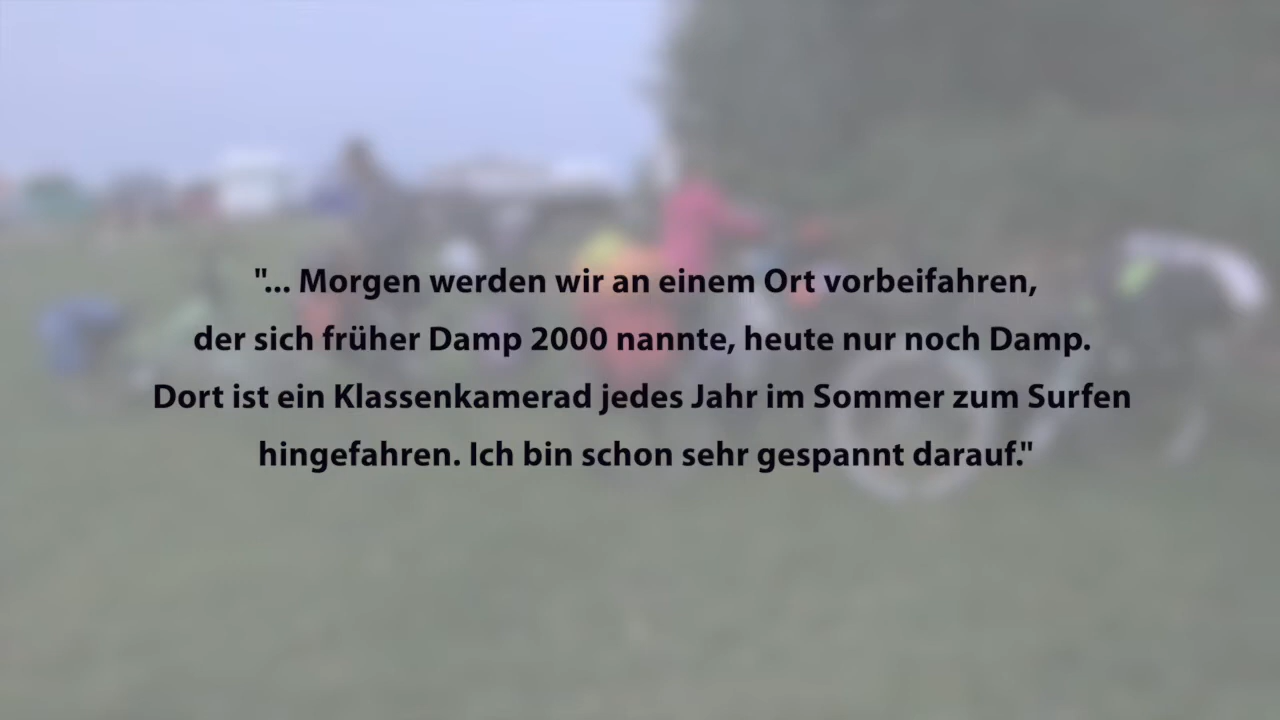 "... Morgen werden wir an einem Ort vorbeifahren,
der sich früher Damp 2000 nannte, heute nur noch Damp.
Dort ist ein Klassenkamerad jedes Jahr im Sommer zum Surfen
hingefahren. Ich bin schon sehr gespannt darauf."